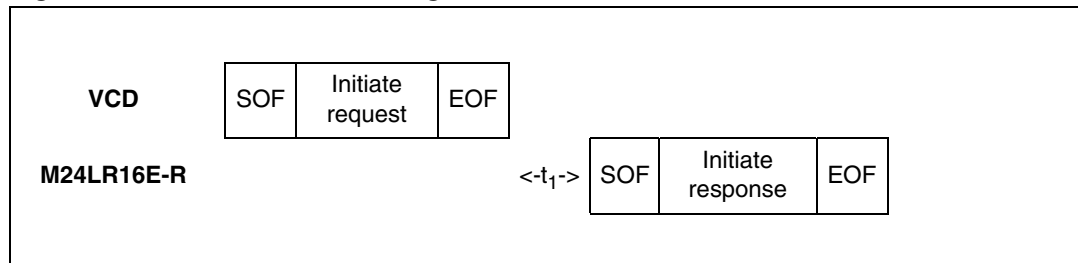 VCD
SOF
Initiate
request
EOF
M24LR16E-R
<-t₁->
SOF
Initiate
response
EOF